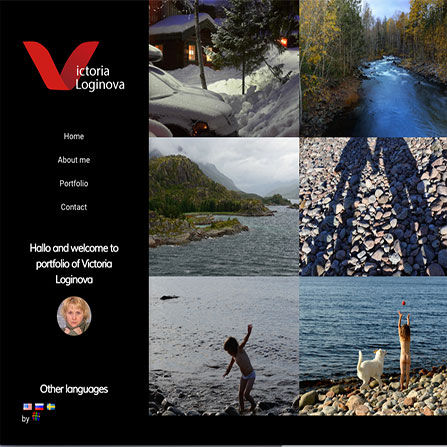 Victoria
Loginova
Home
About me
Portfolio
Contact
Hallo and welcome to
portfolio of Victoria
Loginova
Other languages
by